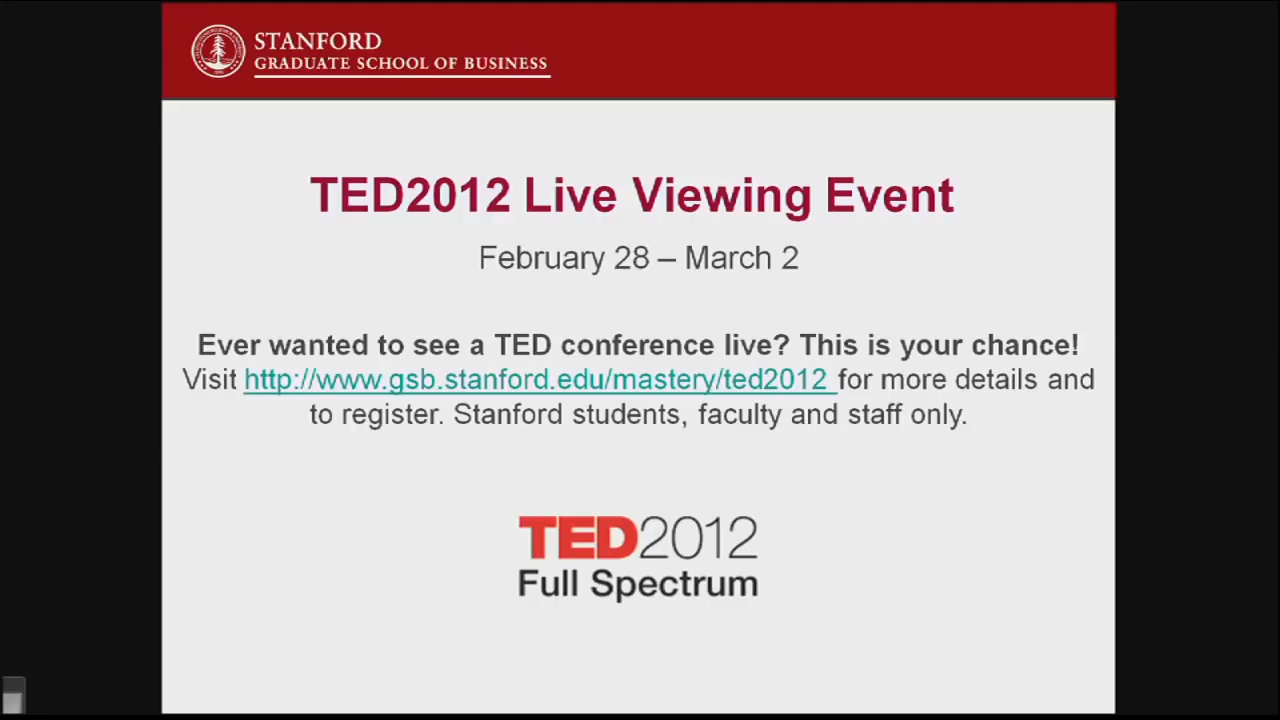 STANFORD
GRADUATE SCHOOL OF BUSINESS
TED2012 Live Viewing Event
February 28 – March 2
Ever wanted to see a TED conference live? This is your chance!
Visit http://www.gsb.stanford.edu/mastery/ted2012 for more details and
to register. Stanford students, faculty and staff only.
TED2012
Full Spectrum